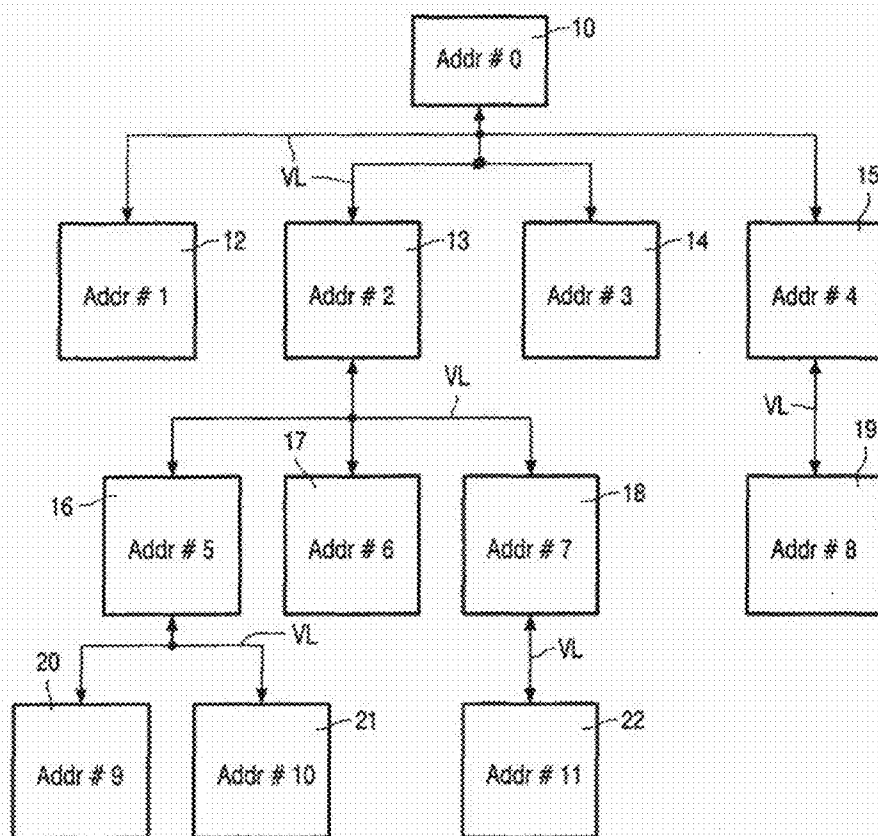 10
Addr # 0
VL
VL
15
12
13
14
Addr # 1
Addr # 2
Addr # 3
Addr # 4
VL
VL
17
19
16
18
Addr # 5
Addr # 6
Addr # 7
Addr # 8
VL
VL
20
21
22
Addr # 9
Addr # 10
Addr # 11